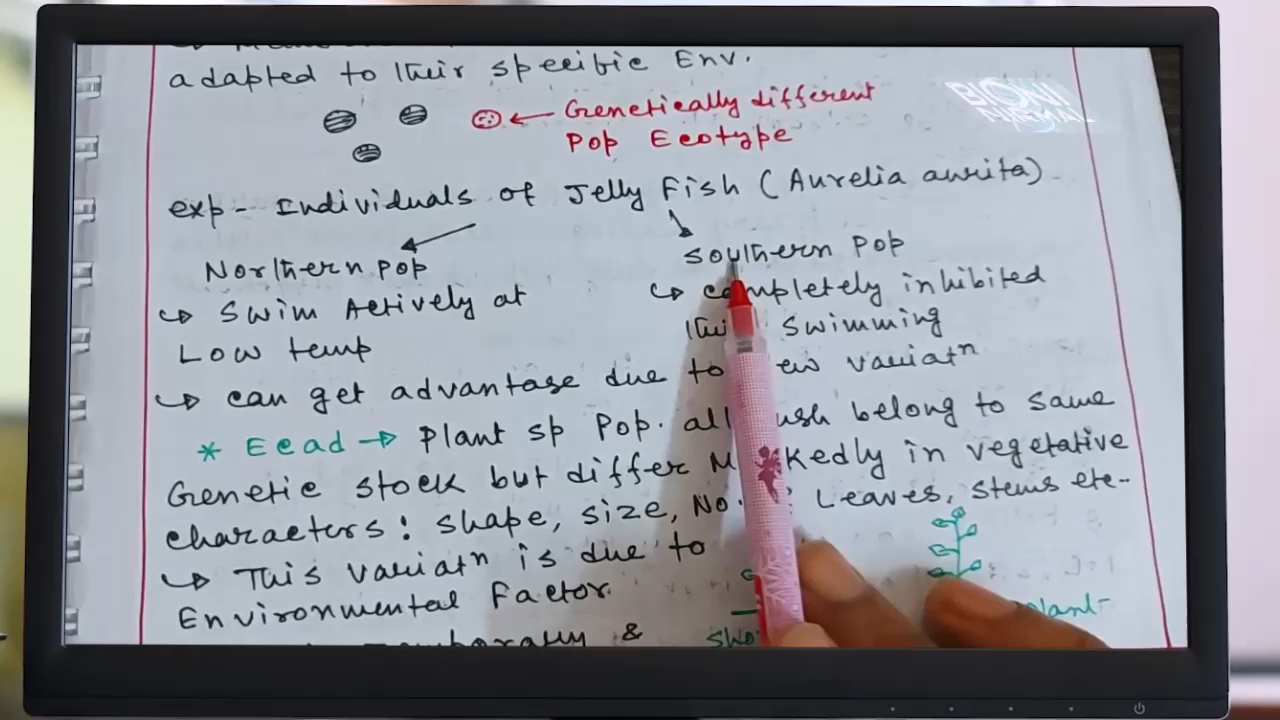 adapted to their specific Env.
Genetically different
Pop Ecotype
exp- Individuals of Jelly Fish (Aurelia aurita)
Northern pop
Southern pop
↳ Swim Actively at
Low temp
↳ completely inhibited
swimming
↳ can get advantage due to variatn
* Ecad → Plant sp Pop. belong to same
Genetic stock but differ in vegetative
characters: shape, size, No. Leaves, stems etc--
↳ This variatn is due to
Environmental Factor.
&
plant-